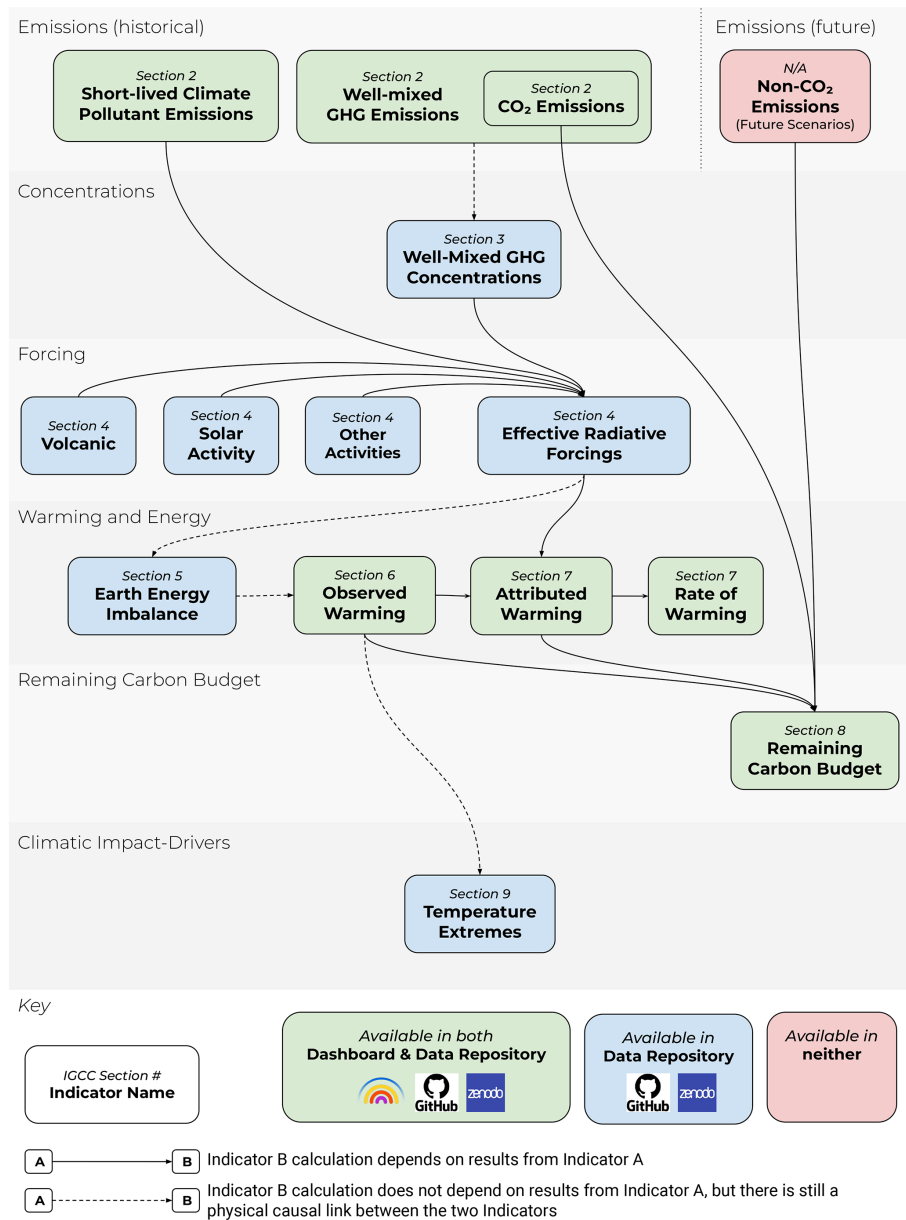 Emissions (historical)
Emissions (future)
Section 2
Short-lived Climate
Pollutant Emissions
Section 2
Well-mixed
GHG Emissions
Section 2
CO₂ Emissions
N/A
Non-CO₂
Emissions
(Future Scenarios)
Concentrations
Section 3
Well-Mixed GHG
Concentrations
Forcing
Section 4
Volcanic
Section 4
Solar
Activity
Section 4
Other
Activities
Section 4
Effective Radiative
Forcings
Warming and Energy
Section 5
Earth Energy
Imbalance
Section 6
Observed
Warming
Section 7
Attributed
Warming
Section 7
Rate of
Warming
Remaining Carbon Budget
Section 8
Remaining
Carbon Budget
Climatic Impact-Drivers
Section 9
Temperature
Extremes
Key
IGCC Section #
Indicator Name
Available in both
Dashboard & Data Repository
GitHub
zenodo
Available in
Data Repository
GitHub
zenodo
Available in
neither
A
B
Indicator B calculation depends on results from Indicator A
A
B
Indicator B calculation does not depend on results from Indicator A, but there is still a
physical causal link between the two Indicators